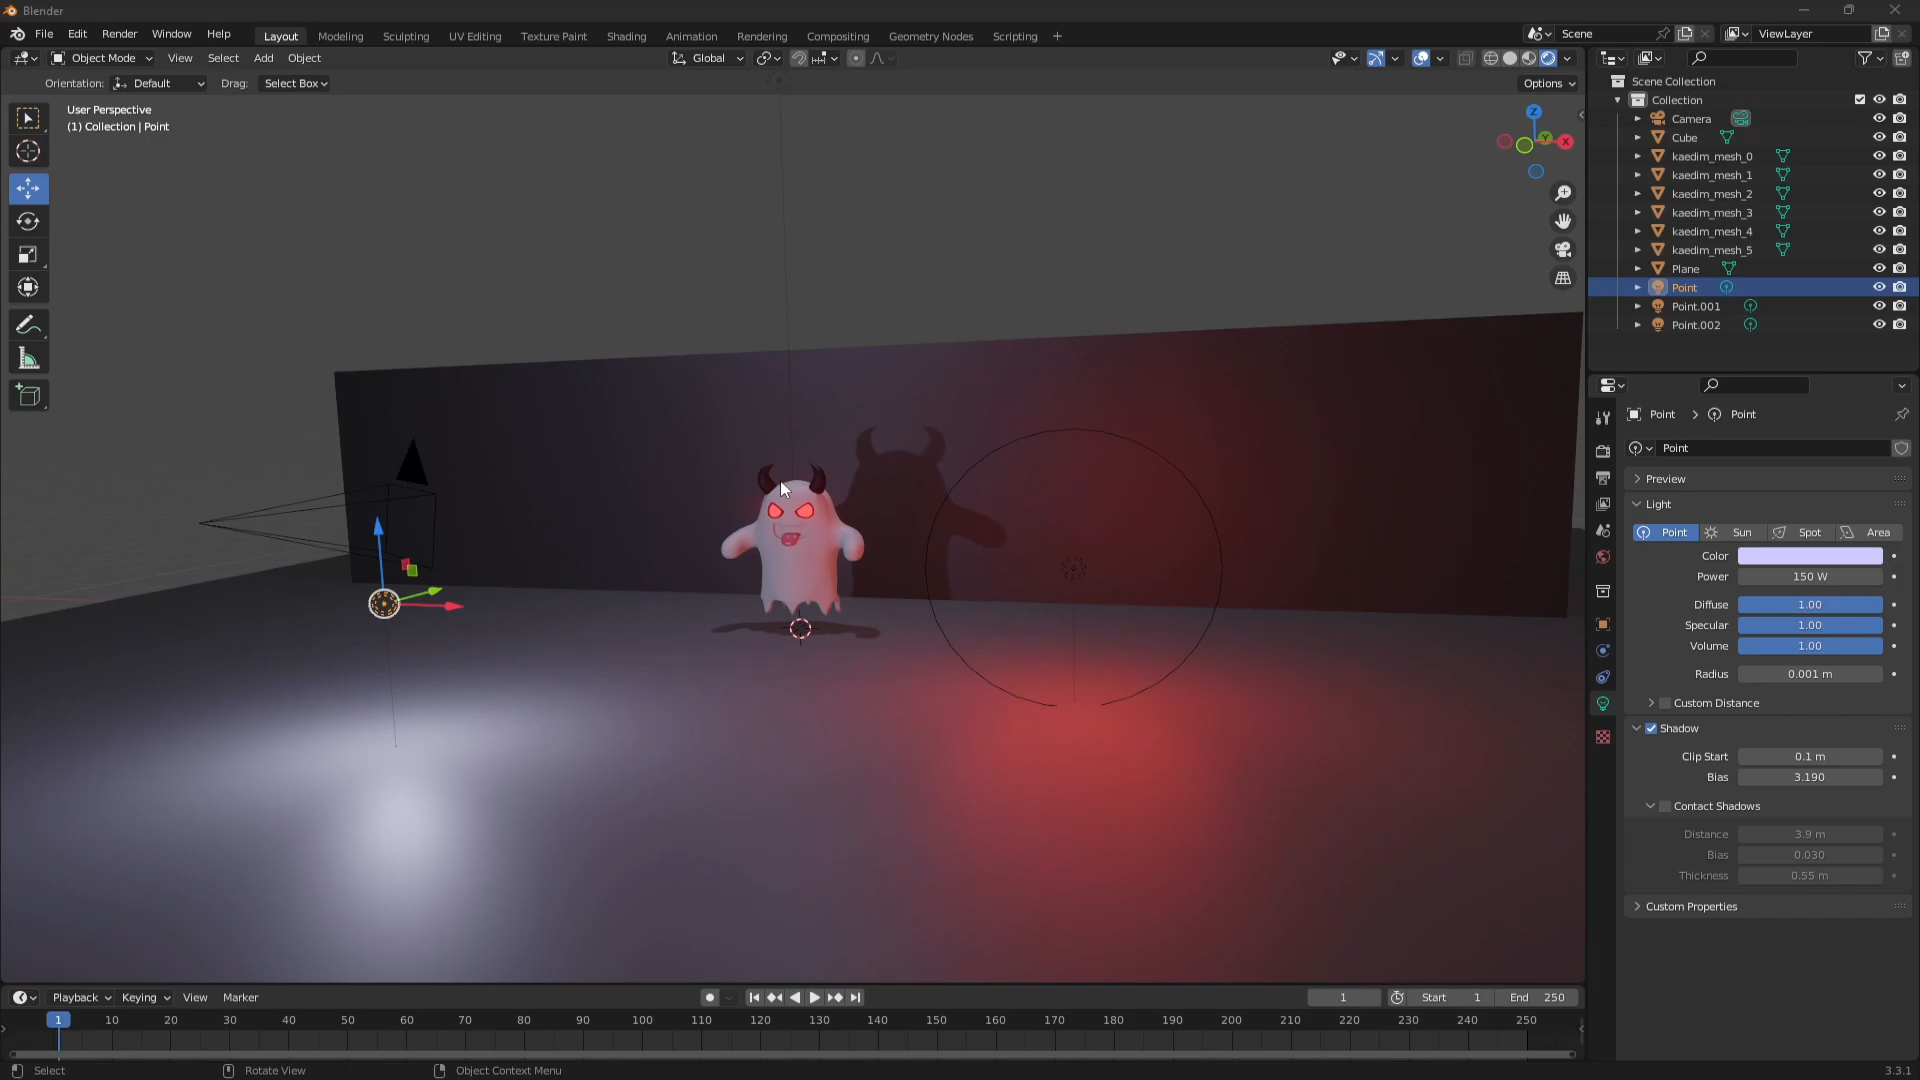 Blender
File Edit Render Window Help Layout Modeling Sculpting UV Editing Texture Paint Shading Animation Rendering Compositing Geometry Nodes Scripting Scene ViewLayer
Object Mode View Select Add Object Global
Orientation: Default Drag: Select Box Options
User Perspective
(1) Collection | Point
Z
Y
X
Scene Collection
Collection
Camera
Cube
kaedim_mesh_0
kaedim_mesh_1
kaedim_mesh_2
kaedim_mesh_3
kaedim_mesh_4
kaedim_mesh_5
Plane
Point
Point.001
Point.002
Point Point
Point
Preview
Light
Point Sun Spot Area
Color
Power 150 W
Diffuse 1.00
Specular 1.00
Volume 1.00
Radius 0.001 m
Custom Distance
Shadow
Clip Start 0.1 m
Bias 3.190
Contact Shadows
Distance 3.9 m
Bias 0.030
Thickness 0.55 m
Custom Properties
Playback Keying View Marker 1 Start 1 End 250
1 10 20 30 40 50 60 70 80 90 100 110 120 130 140 150 160 170 180 190 200 210 220 230 240 250
Select Rotate View Object Context Menu 3.3.1